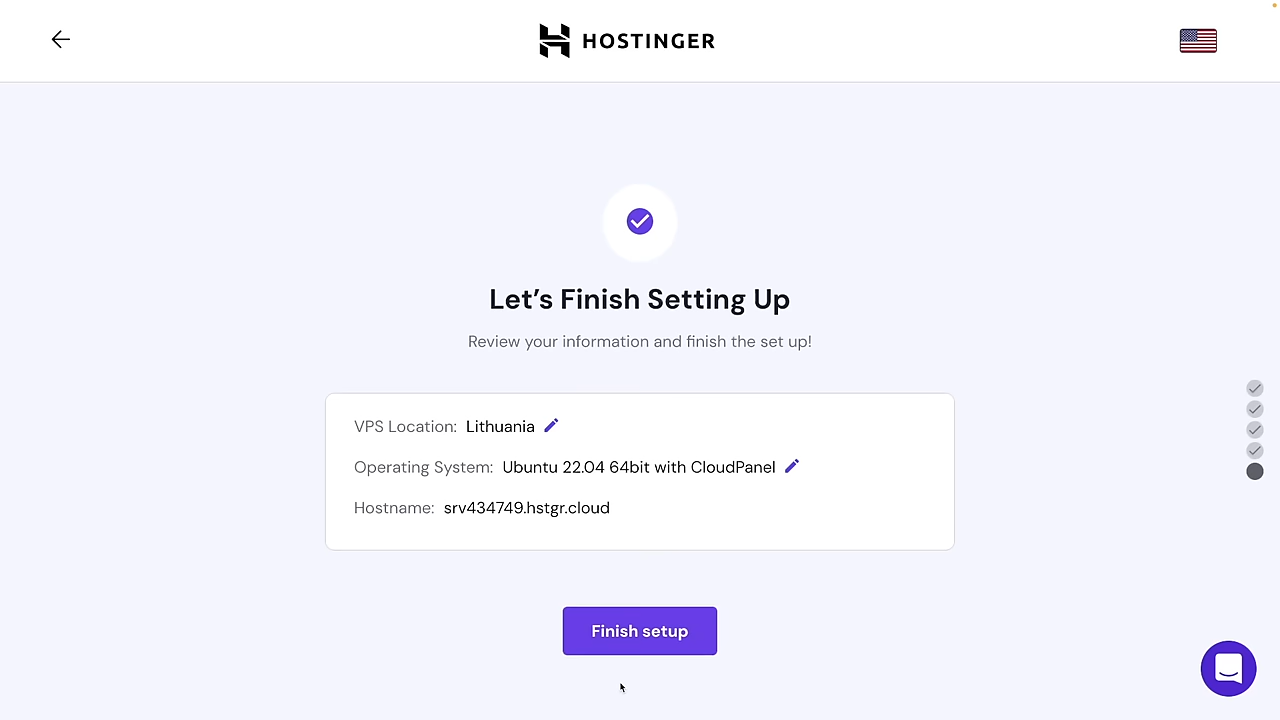 HOSTINGER
Let’s Finish Setting Up
Review your information and finish the set up!
VPS Location: Lithuania
Operating System: Ubuntu 22.04 64bit with CloudPanel
Hostname: srv434749.hstgr.cloud
Finish setup